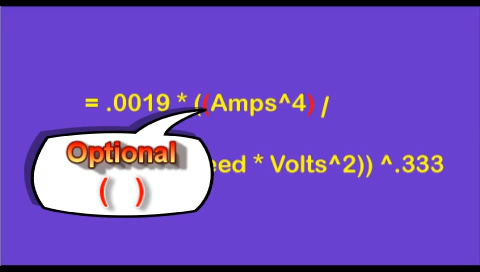 = .0019 * ((Amps^4) /
Optional
( )
eed * Volts^2)) ^.333